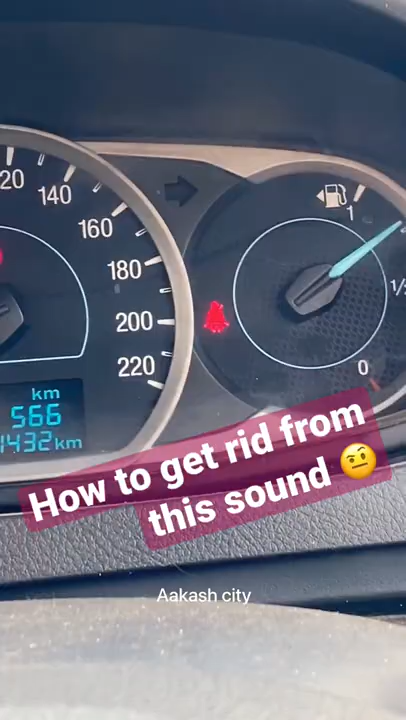 20
140
160
180
200
220
1
1/
0
km
566
1432km
How to get rid from
this sound 🤨
Aakash city